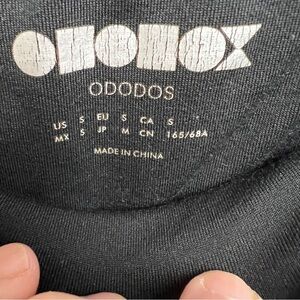 ODODOS
US S EU S CA S
MX S JP M CN 165/68A
MADE IN CHINA